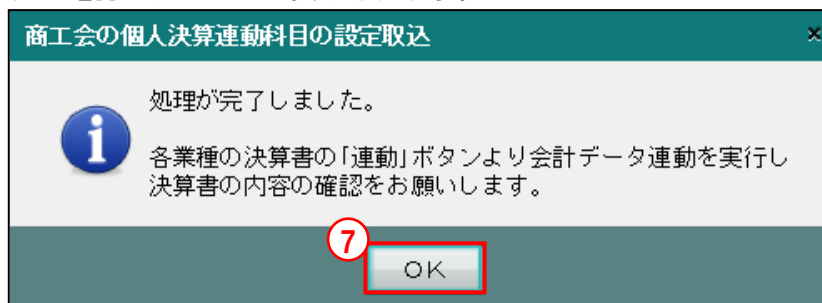 商工会の個人決算連動科目の設定取込
×
処理が完了しました。
各業種の決算書の「連動」ボタンより会計データ連動を実行し
決算書の内容の確認をお願いします。
7
OK